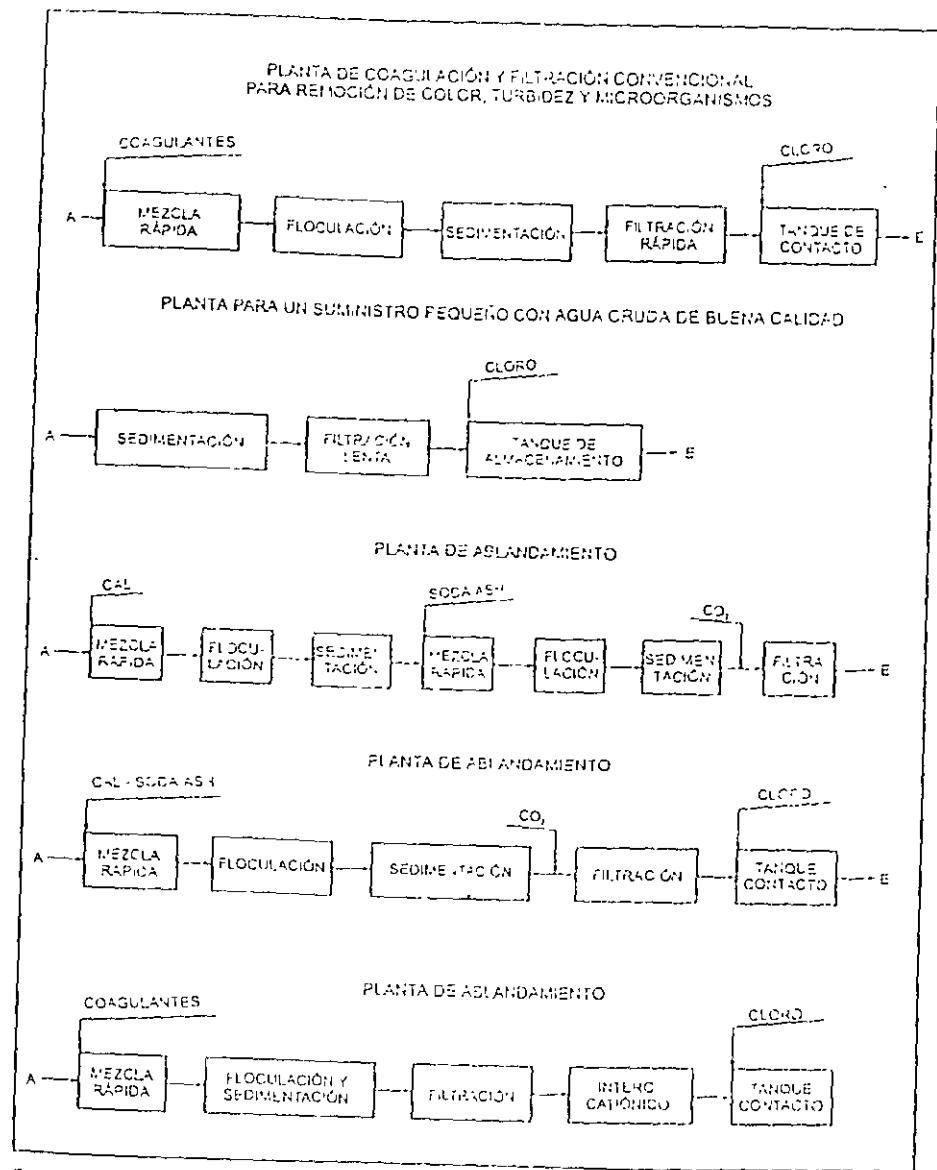 PLANTA DE COAGULACIÓN Y FILTRACIÓN CONVENCIONAL
PARA REMOCIÓN DE COLOR, TURBIDEZ Y MICROORGANISMOS
COAGULANTES
CLORO
A
MEZCLA
RÁPIDA
FLOCULACIÓN
SEDIMENTACIÓN
FILTRACIÓN
RÁPIDA
TANQUE DE
CONTACTO
E
PLANTA PARA UN SUMINISTRO PEQUEÑO CON AGUA CRUDA DE BUENA CALIDAD
CLORO
A
SEDIMENTACIÓN
FILTRACIÓN
LENTA
TANQUE DE
ALMACENAMIENTO
E
PLANTA DE ABLANDAMIENTO
CAL
SODA ASH
CO₂
A
MEZCLA
RÁPIDA
FLOCU-
LACIÓN
SEDIMEN-
TACIÓN
MEZCLA
RÁPIDA
FLOCU-
LACIÓN
SEDIMEN
TACIÓN
FILTRA
CIÓN
E
PLANTA DE ABLANDAMIENTO
CAL - SODA ASH
CO₂
CLORO
A
MEZCLA
RÁPIDA
FLOCULACIÓN
SEDIMENTACIÓN
FILTRACIÓN
TANQUE
CONTACTO
E
PLANTA DE ABLANDAMIENTO
COAGULANTES
CLORO
A
MEZCLA
RÁPIDA
FLOCULACIÓN Y
SEDIMENTACIÓN
FILTRACIÓN
INTERC
CATIÓNICO
TANQUE
CONTACTO